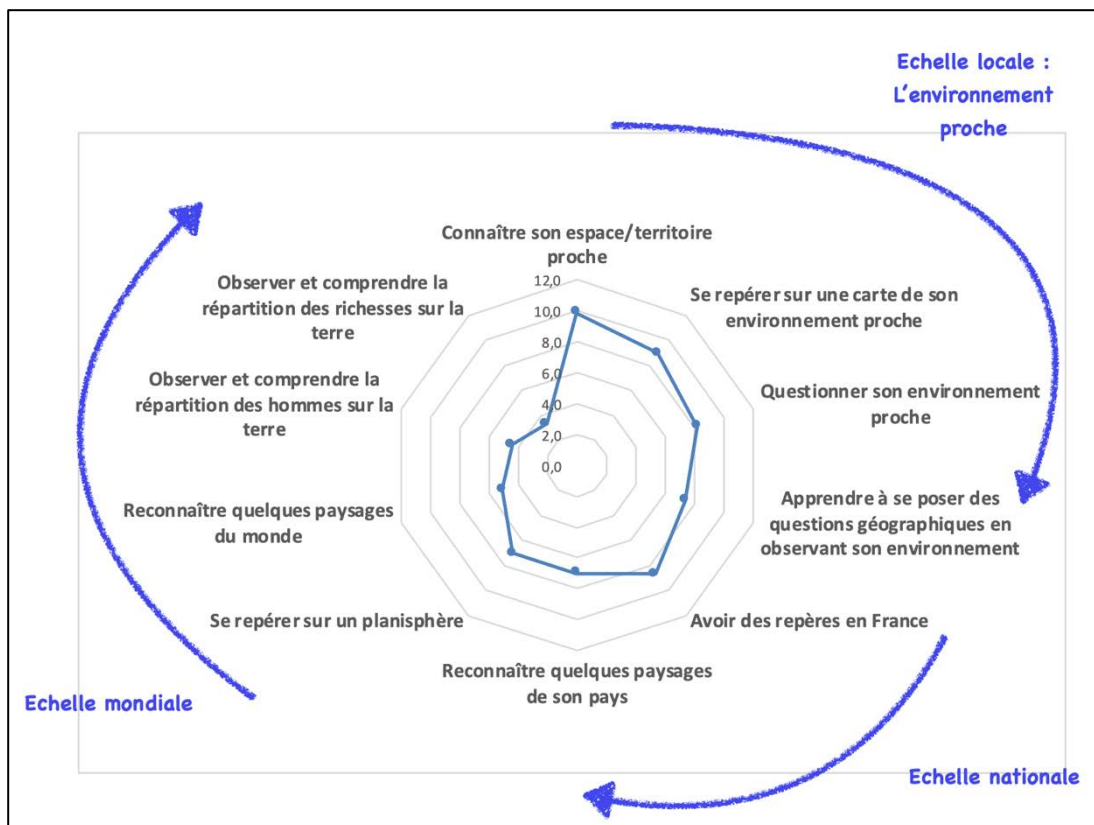 Echelle locale :
L'environnement
proche
Connaître son espace/territoire
proche
12,0
10,0
8,0
6,0
4,0
2,0
0,0
Se repérer sur une carte de son
environnement proche
Questionner son environnement
proche
Apprendre à se poser des
questions géographiques en
observant son environnement
Avoir des repères en France
Reconnaître quelques paysages
de son pays
Se repérer sur un planisphère
Reconnaître quelques paysages
du monde
Observer et comprendre la
répartition des hommes sur la
terre
Observer et comprendre la
répartition des richesses sur la
terre
Echelle mondiale
Echelle nationale